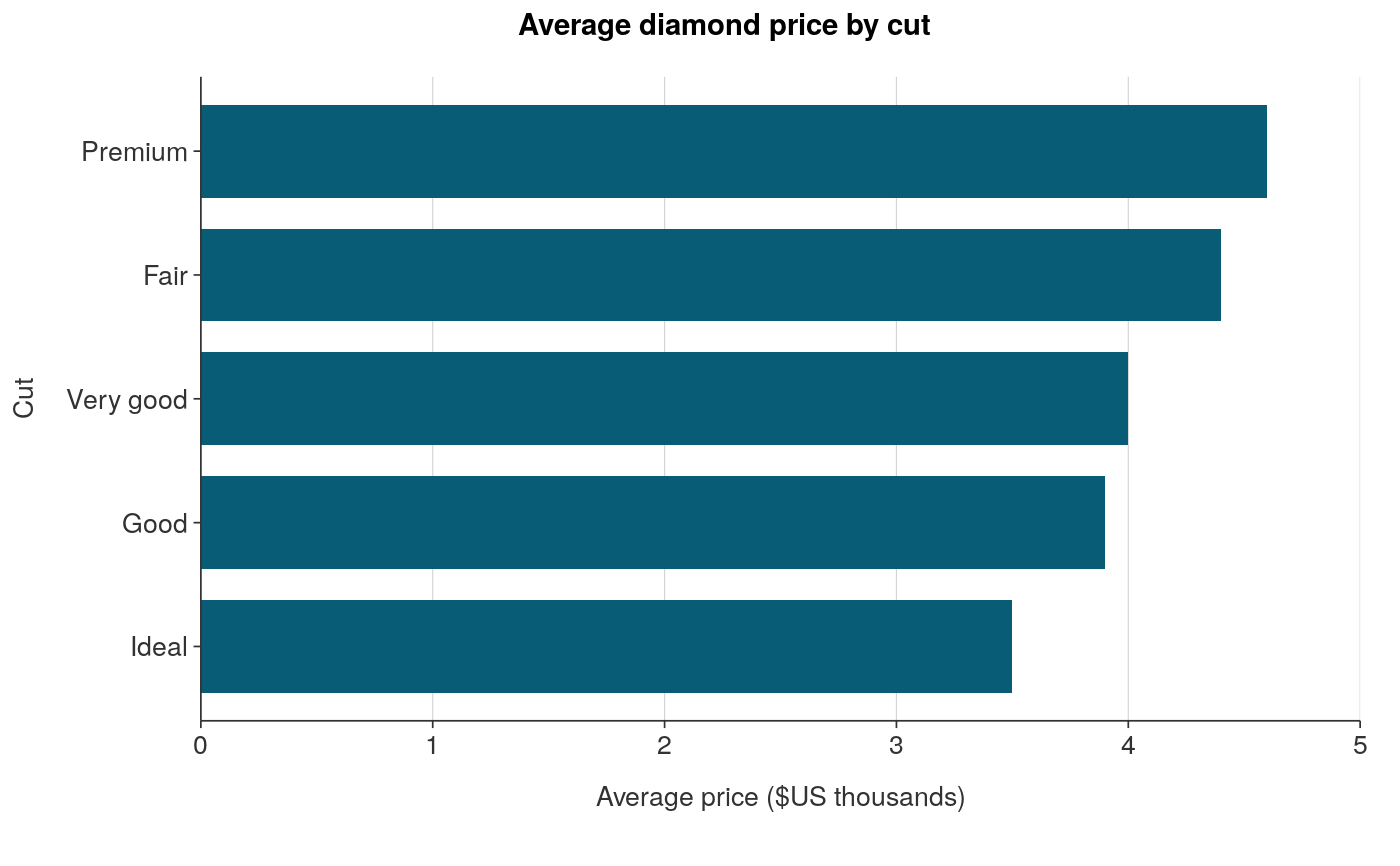 Average diamond price by cut
Premium
Fair
Very good
Good
Ideal
Cut
0 1 2 3 4 5
Average price ($US thousands)